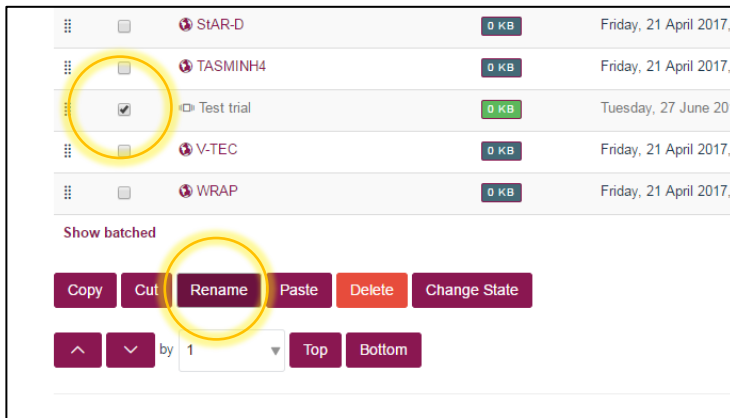 StAR-D 0 KB Friday, 21 April 2017,
TASMINH4 0 KB Friday, 21 April 2017,
Test trial 0 KB Tuesday, 27 June 20
V-TEC 0 KB Friday, 21 April 2017,
WRAP 0 KB Friday, 21 April 2017,
Show batched
Copy Cut Rename Paste Delete Change State
by 1 Top Bottom